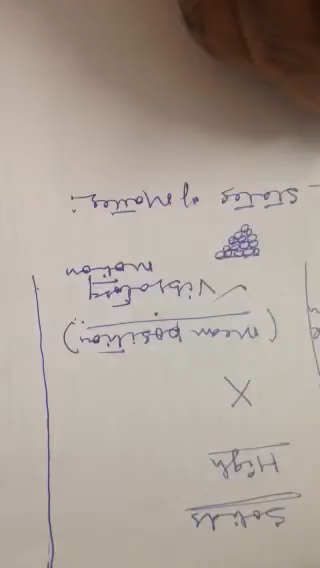 Solids
High
X
(mean position)
✓ Vibratory
motion
- States of Matter: